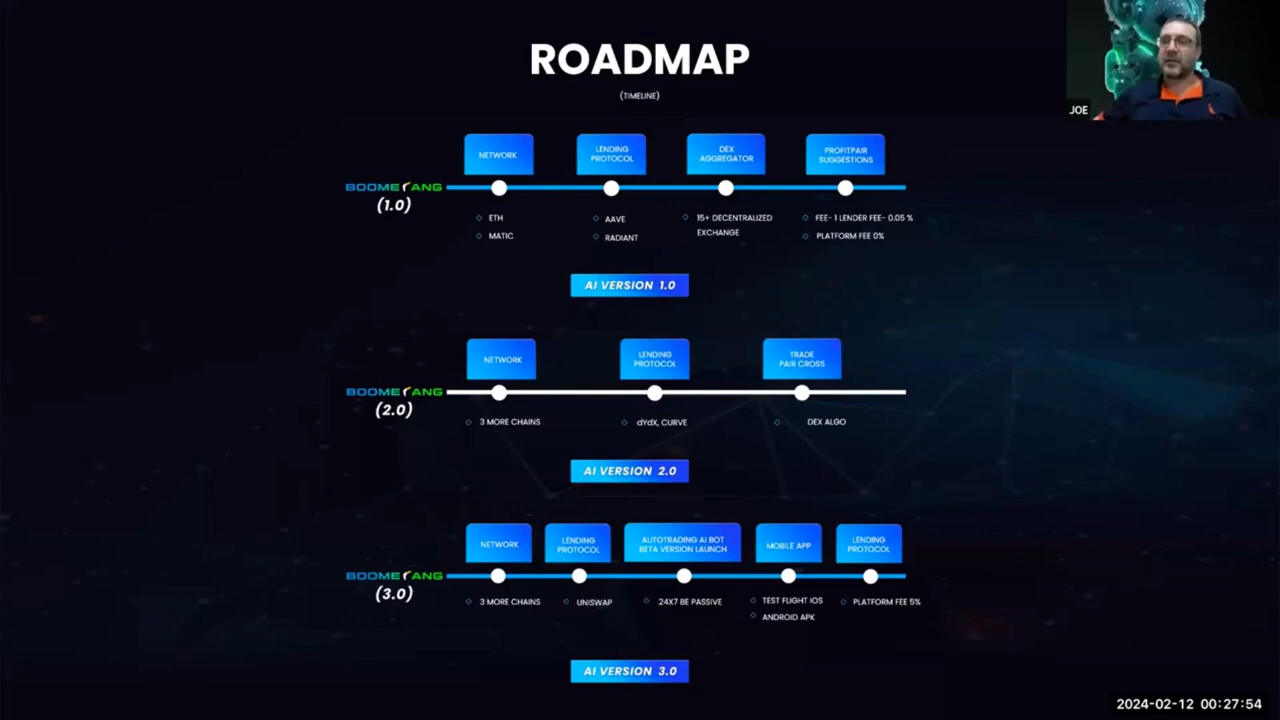 ROADMAP
(TIMELINE)
JOE
NETWORK
LENDING
PROTOCOL
DEX
AGGREGATOR
PROFITPAIR
SUGGESTIONS
BOOMERANG
(1.0)
ETH
MATIC
AAVE
RADIANT
15+ DECENTRALIZED
EXCHANGE
FEE- 1 LENDER FEE- 0.05 %
PLATFORM FEE 0%
AI VERSION 1.0
NETWORK
LENDING
PROTOCOL
TRADE
PAIR CROSS
BOOMERANG
(2.0)
3 MORE CHAINS
dYdX, CURVE
DEX ALGO
AI VERSION 2.0
NETWORK
LENDING
PROTOCOL
AUTOTRADING AI BOT
BETA VERSION LAUNCH
MOBILE APP
LENDING
PROTOCOL
BOOMERANG
(3.0)
3 MORE CHAINS
UNISWAP
24X7 BE PASSIVE
TEST FLIGHT IOS
ANDROID APK
PLATFORM FEE 5%
AI VERSION 3.0
2024-02-12 00:27:54